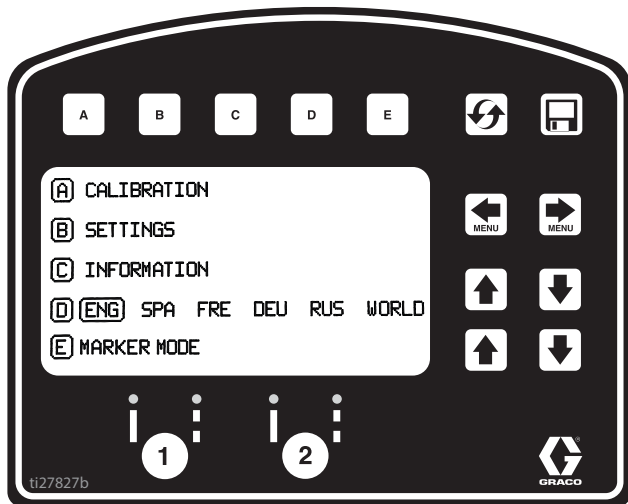 A B C D E
A CALIBRATION
MENU MENU
B SETTINGS
C INFORMATION
D ENG SPA FRE DEU RUS WORLD
E MARKER MODE
1 2
ti27827b
GRACO